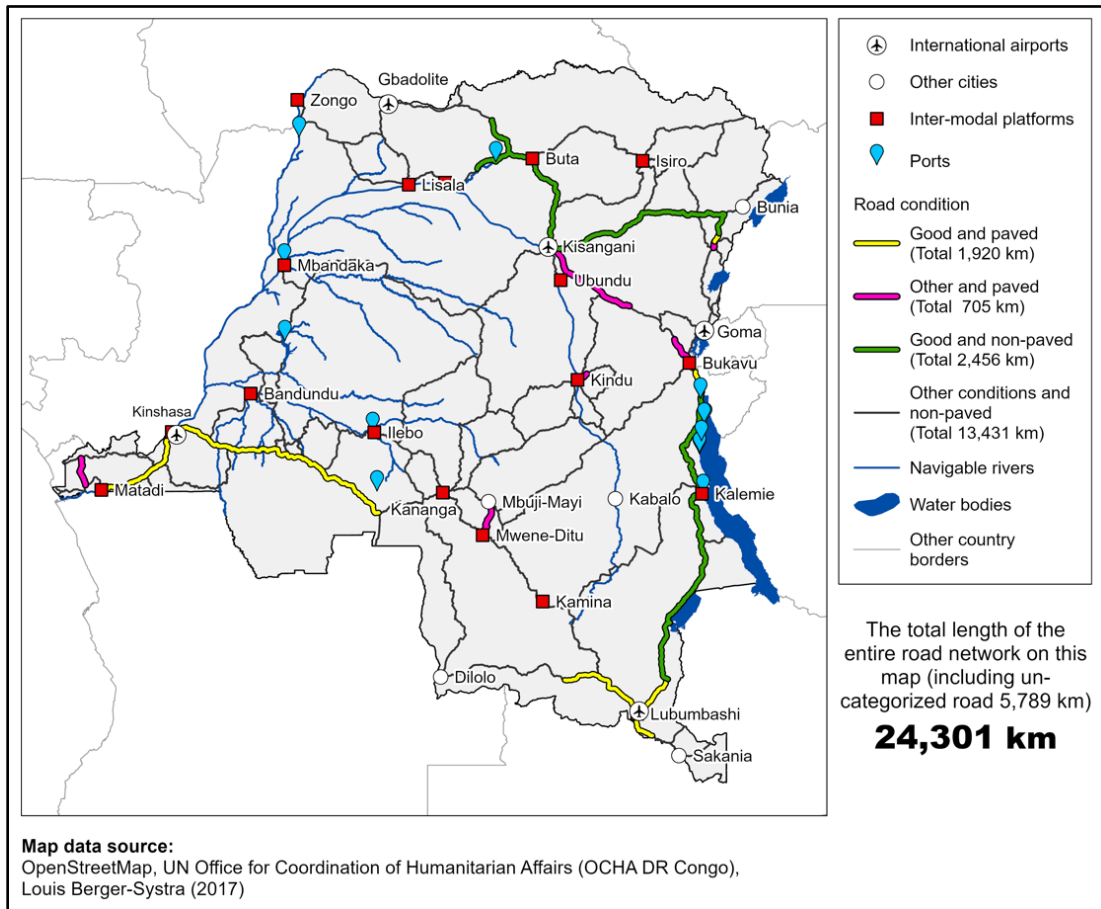 Zongo
Gbadolite
Buta
Isiro
Lisala
Bunia
Kisangani
Mbandaka
Ubundu
Goma
Bukavu
Kindu
Bandundu
Kinshasa
Ilebo
Matadi
Kananga
Mbuji-Mayi
Kabalo
Kalemie
Mwene-Ditu
Kamina
Dilolo
Lubumbashi
Sakania
International airports
Other cities
Inter-modal platforms
Ports
Road condition
Good and paved
(Total 1,920 km)
Other and paved
(Total 705 km)
Good and non-paved
(Total 2,456 km)
Other conditions and
non-paved
(Total 13,431 km)
Navigable rivers
Water bodies
Other country
borders
The total length of the
entire road network on this
map (including un-
categorized road 5,789 km)
24,301 km
Map data source:
OpenStreetMap, UN Office for Coordination of Humanitarian Affairs (OCHA DR Congo),
Louis Berger-Systra (2017)